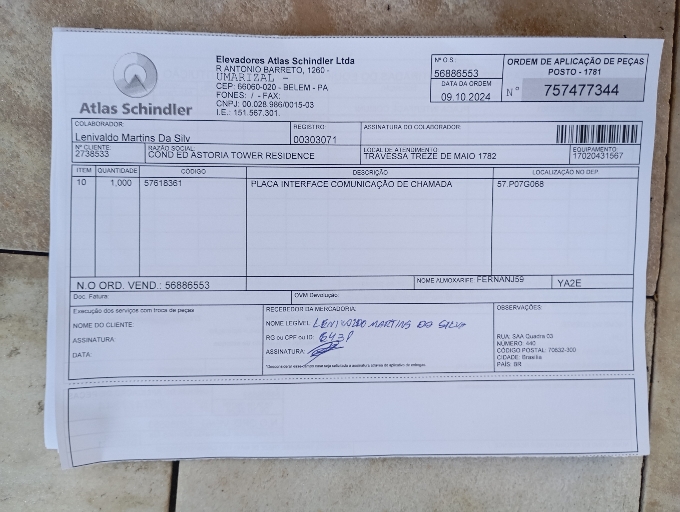 Atlas Schindler
Elevadores Atlas Schindler Ltda
R ANTONIO BARRETO, 1260 -
UMARIZAL -
CEP: 66060-020 - BELEM - PA
FONES: / - FAX:
CNPJ: 00.028.986/0015-03
I.E.: 151.567.301.
Nº O.S.
56886553
DATA DA ORDEM
09.10.2024
ORDEM DE APLICAÇÃO DE PEÇAS
POSTO - 1781
N° 757477344
COLABORADOR:
Lenivaldo Martins Da Silv
REGISTRO:
00303071
ASSINATURA DO COLABORADOR:
Nº CLIENTE:
2738533
RAZÃO SOCIAL:
COND ED ASTORIA TOWER RESIDENCE
LOCAL DE ATENDIMENTO:
TRAVESSA TREZE DE MAIO 1782
EQUIPAMENTO:
17020431567
ITEM QUANTIDADE CÓDIGO DESCRIÇÃO LOCALIZAÇÃO NO DEP.
10 1.000 57618361 PLACA INTERFACE COMUNICAÇÃO DE CHAMADA 57.P07G068
N.O ORD. VEND.: 56886553
NOME ALMOXARIFE: FERNANJ59
YA2E
Doc. Fatura:
OVM Devolução:
Execução dos serviços com troca de peças
NOME DO CLIENTE:
ASSINATURA:
DATA:
RECEBEDOR DA MERCADORIA:
NOME LEGÍVEL: LENIVALDO MARTINS DA SILVA
RG ou CPF ou ID:
ASSINATURA:
OBSERVAÇÕES:
RUA: SAA Quadra 03
NÚMERO: 440
CÓDIGO POSTAL: 70632-300
CIDADE: Brasília
PAÍS: BR